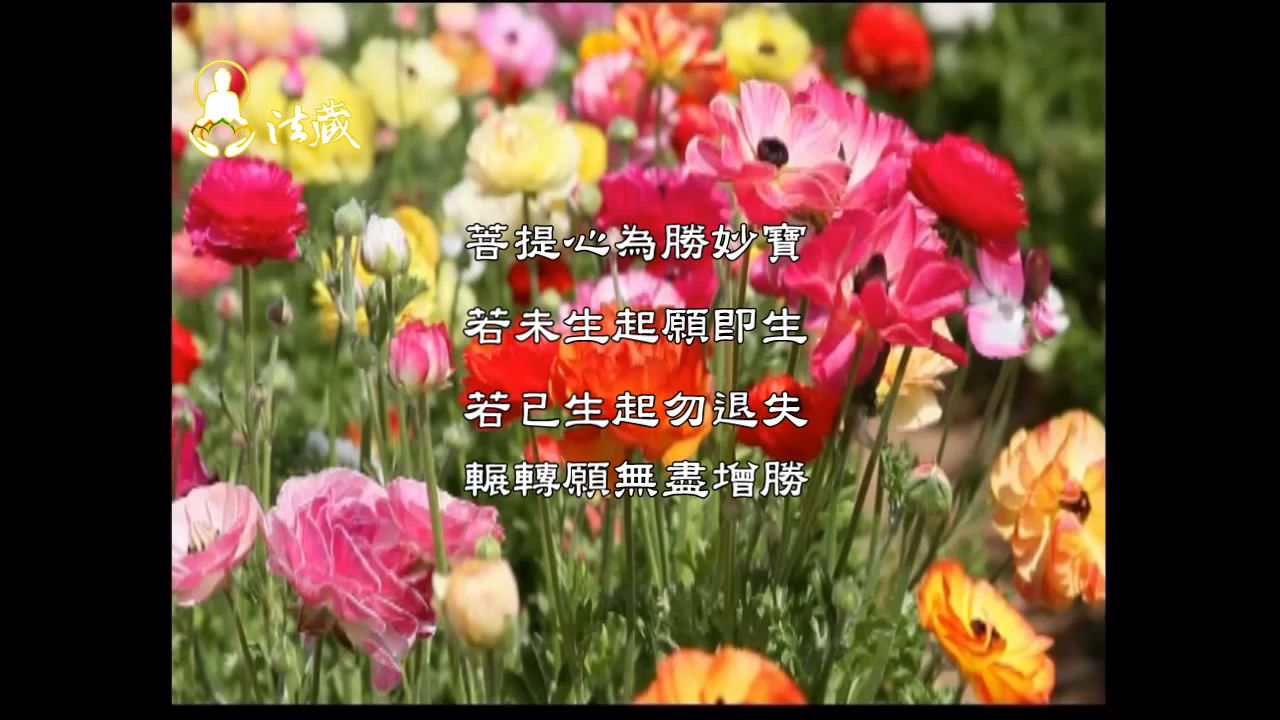 法藏
菩提心為勝妙寶
若未生起願即生
若已生起勿退失
輾轉願無盡增勝